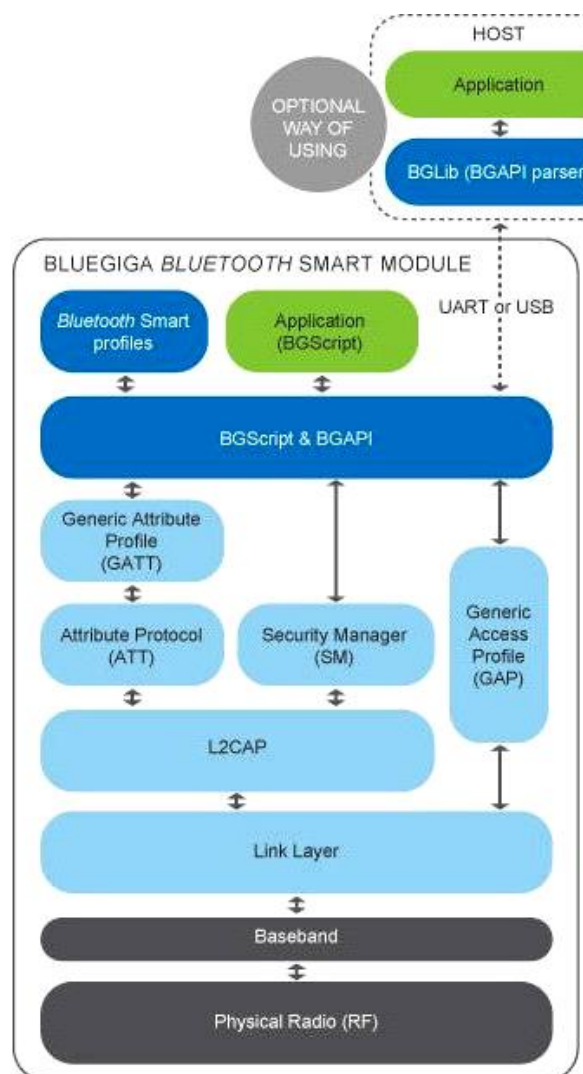 HOST
Application
OPTIONAL
WAY OF
USING
BGLib (BGAPI parser
BLUEGIGA BLUETOOTH SMART MODULE
UART or USB
Bluetooth Smart
profiles
Application
(BGScript)
BGScript & BGAPI
Generic Attribute
Profile
(GATT)
Attribute Protocol
(ATT)
Security Manager
(SM)
Generic
Access
Profile
(GAP)
L2CAP
Link Layer
Baseband
Physical Radio (RF)